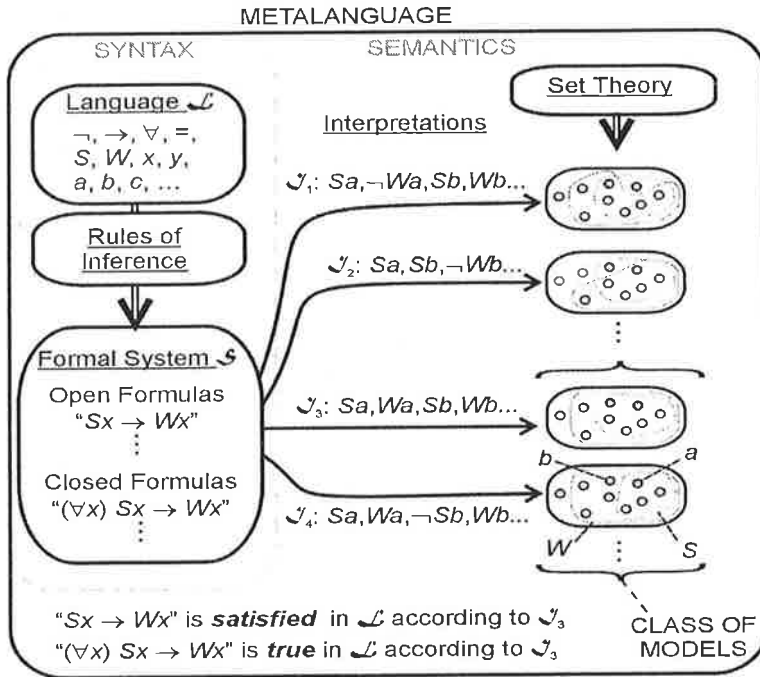 METALANGUAGE
SYNTAX
SEMANTICS
Language ℒ
¬, →, ∀, =,
S, W, x, y,
a, b, c, ...
Rules of
Inference
Formal System 𝒮
Open Formulas
“Sx → Wx”
⋮
Closed Formulas
“(∀x) Sx → Wx”
⋮
Interpretations
ℐ₁: Sa,¬Wa,Sb,Wb...
ℐ₂: Sa,Sb,¬Wb...
ℐ₃: Sa,Wa,Sb,Wb...
ℐ₄: Sa,Wa,¬Sb,Wb...
Set Theory
⋮
b
a
W
S
⋮
“Sx → Wx” is satisfied in ℒ according to ℐ₃
“(∀x) Sx → Wx” is true in ℒ according to ℐ₃
CLASS OF
MODELS